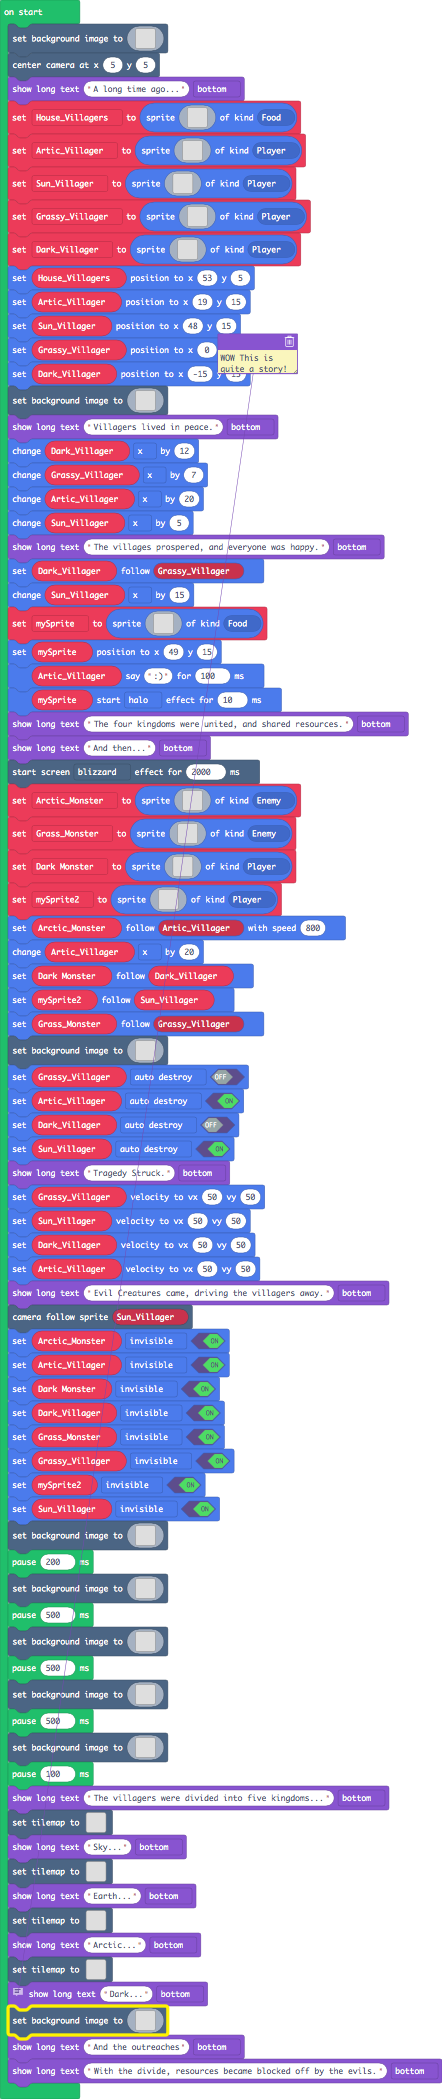 on start
set background image to
center camera at x 5 y 5
show long text "A long time ago..." bottom
set House_Villagers to sprite of kind Food
set Artic_Villager to sprite of kind Player
set Sun_Villager to sprite of kind Player
set Grassy_Villager to sprite of kind Player
set Dark_Villager to sprite of kind Player
set House_Villagers position to x 53 y 5
set Artic_Villager position to x 19 y 15
set Sun_Villager position to x 48 y 15
set Grassy_Villager position to x 0
WOW This is
quite a story!
set Dark_Villager position to x -15
set background image to
show long text "Villagers lived in peace." bottom
change Dark_Villager x by 12
change Grassy_Villager x by 7
change Artic_Villager x by 20
change Sun_Villager x by 5
show long text "The villages prospered, and everyone was happy." bottom
set Dark_Villager follow Grassy_Villager
change Sun_Villager x by 15
set mySprite to sprite of kind Food
set mySprite position to x 49 y 15
Artic_Villager say ":)" for 100 ms
mySprite start halo effect for 10 ms
show long text "The four kingdoms were united, and shared resources." bottom
show long text "And then..." bottom
start screen blizzard effect for 2000 ms
set Arctic_Monster to sprite of kind Enemy
set Grass_Monster to sprite of kind Enemy
set Dark Monster to sprite of kind Player
set mySprite2 to sprite of kind Player
set Arctic_Monster follow Artic_Villager with speed 800
change Artic_Villager x by 20
set Dark Monster follow Dark_Villager
set mySprite2 follow Sun_Villager
set Grass_Monster follow Grassy_Villager
set background image to
set Grassy_Villager auto destroy OFF
set Artic_Villager auto destroy ON
set Dark_Villager auto destroy OFF
set Sun_Villager auto destroy ON
show long text "Tragedy Struck." bottom
set Grassy_Villager velocity to vx 50 vy 50
set Sun_Villager velocity to vx 50 vy 50
set Dark_Villager velocity to vx 50 vy 50
set Artic_Villager velocity to vx 50 vy 50
show long text "Evil Creatures came, driving the villagers away." bottom
camera follow sprite Sun_Villager
set Arctic_Monster invisible ON
set Artic_Villager invisible ON
set Dark Monster invisible ON
set Dark_Villager invisible ON
set Grass_Monster invisible ON
set Grassy_Villager invisible ON
set mySprite2 invisible ON
set Sun_Villager invisible ON
set background image to
pause 200 ms
set background image to
pause 500 ms
set background image to
pause 500 ms
set background image to
pause 500 ms
set background image to
pause 100 ms
show long text "The villagers were divided into five kingdoms..." bottom
set tilemap to
show long text "Sky..." bottom
set tilemap to
show long text "Earth..." bottom
set tilemap to
show long text "Arctic..." bottom
set tilemap to
show long text "Dark..." bottom
set background image to
show long text "And the outreaches" bottom
show long text "With the divide, resources became blocked off by the evils." bottom